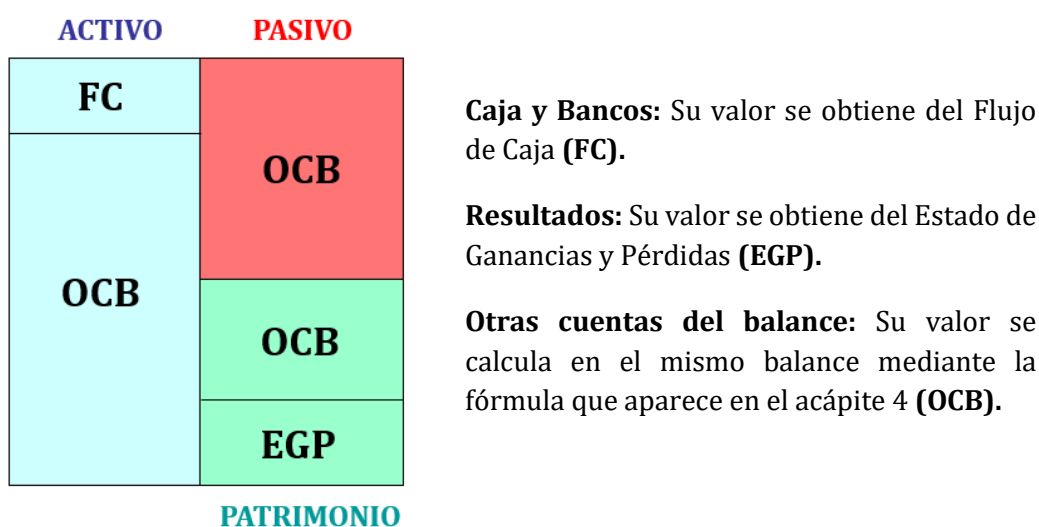 ACTIVO PASIVO
FC
OCB
OCB
OCB
EGP
PATRIMONIO
Caja y Bancos: Su valor se obtiene del Flujo
de Caja (FC).
Resultados: Su valor se obtiene del Estado de
Ganancias y Pérdidas (EGP).
Otras cuentas del balance: Su valor se
calcula en el mismo balance mediante la
fórmula que aparece en el acápite 4 (OCB).